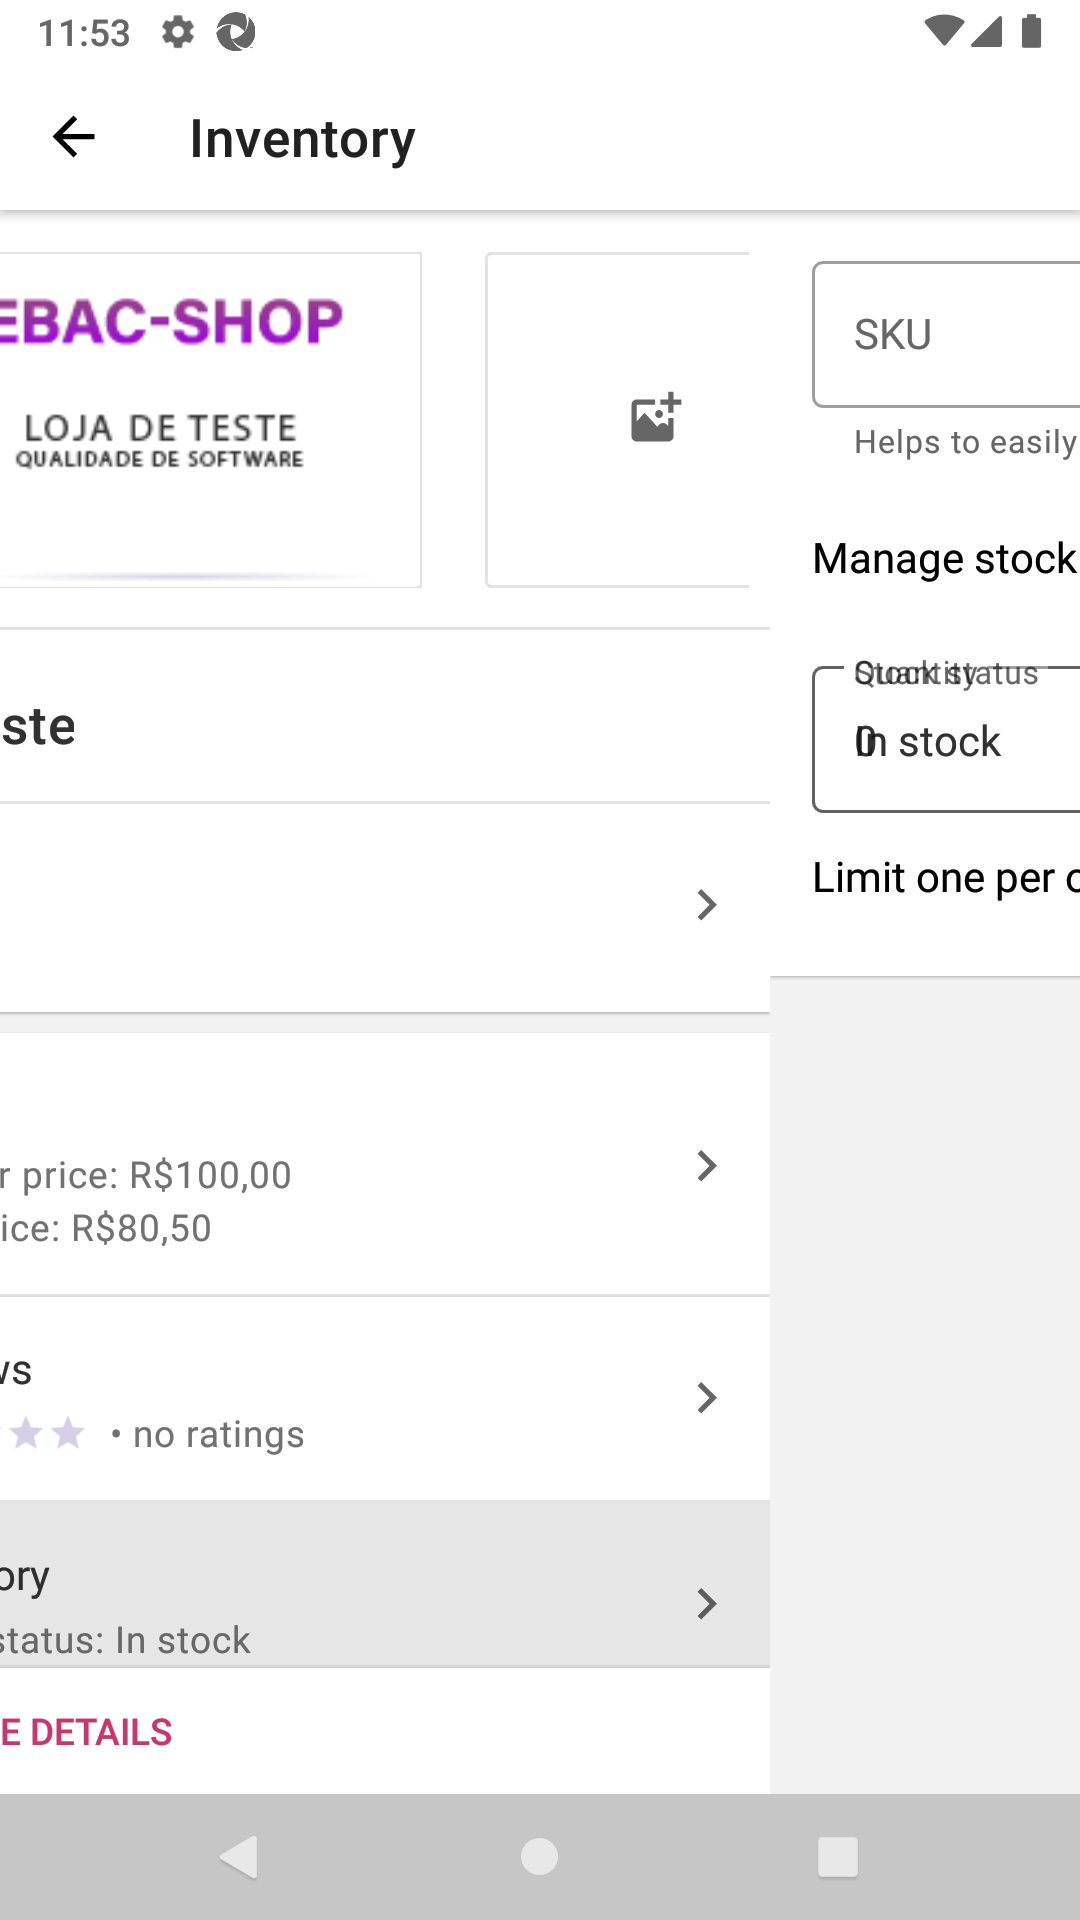 11:53
Inventory
EBAC-SHOP
LOJA DE TESTE
QUALIDADE DE SOFTWARE
SKU
Helps to easily
Manage stock
Stock status
Quantity
In stock
0
ste
Limit one per
r price: R$100,00
ice: R$80,50
ws
• no ratings
ory
status: In stock
E DETAILS